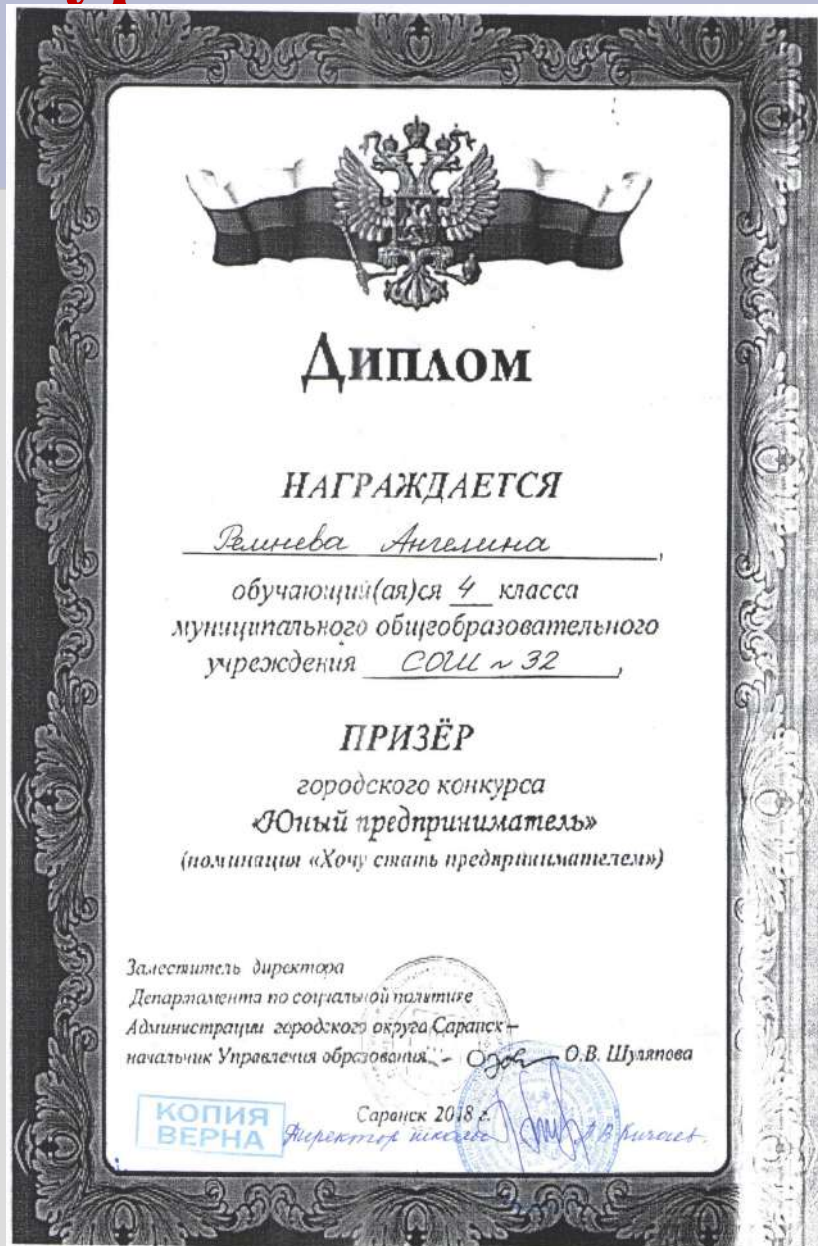 Диплом
НАГРАЖДАЕТСЯ
Ремнева Ангелина,
обучающий(ая)ся 4 класса
муниципального общеобразовательного
учреждения СОШ № 32,
ПРИЗЁР
городского конкурса
«Юный предприниматель»
(номинация «Хочу стать предпринимателем»)
Заместитель директора
Департамента по социальной политике
Администрации городского округа Саранск –
начальник Управления образования О.В. Шуляпова
Саранск 2018 г.
КОПИЯ
ВЕРНА
Директор школы